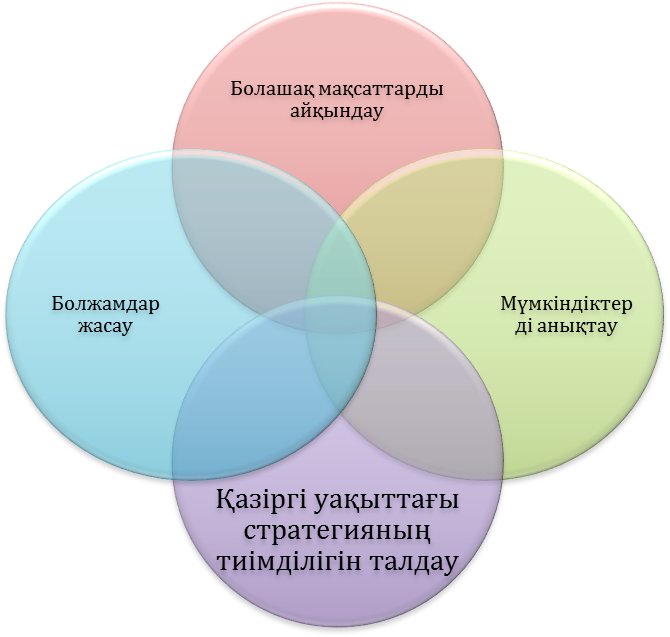 Болашақ мақсаттарды
айқындау
Болжамдар
жасау
Мүмкіндіктер
ді анықтау
Қазіргі уақыттағы
стратегияның
тиімділігін талдау